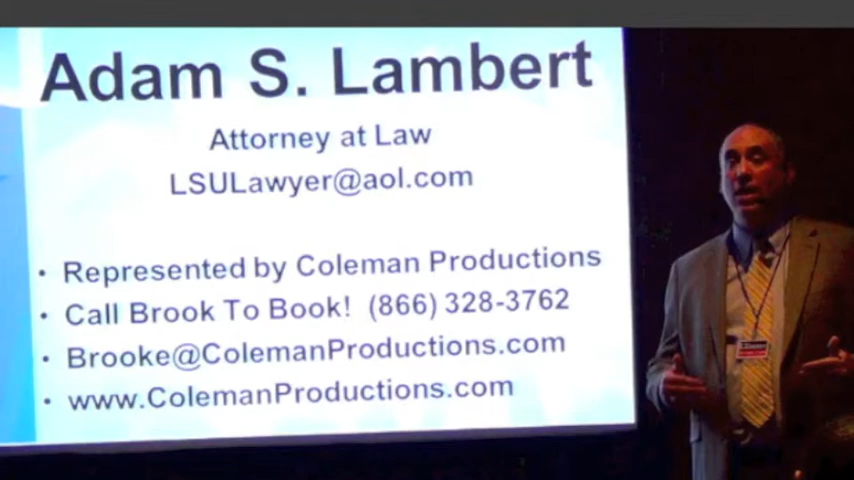 Adam S. Lambert
Attorney at Law
LSULawyer@aol.com
• Represented by Coleman Productions
• Call Brook To Book! (866) 328-3762
• Brooke@ColemanProductions.com
• www.ColemanProductions.com